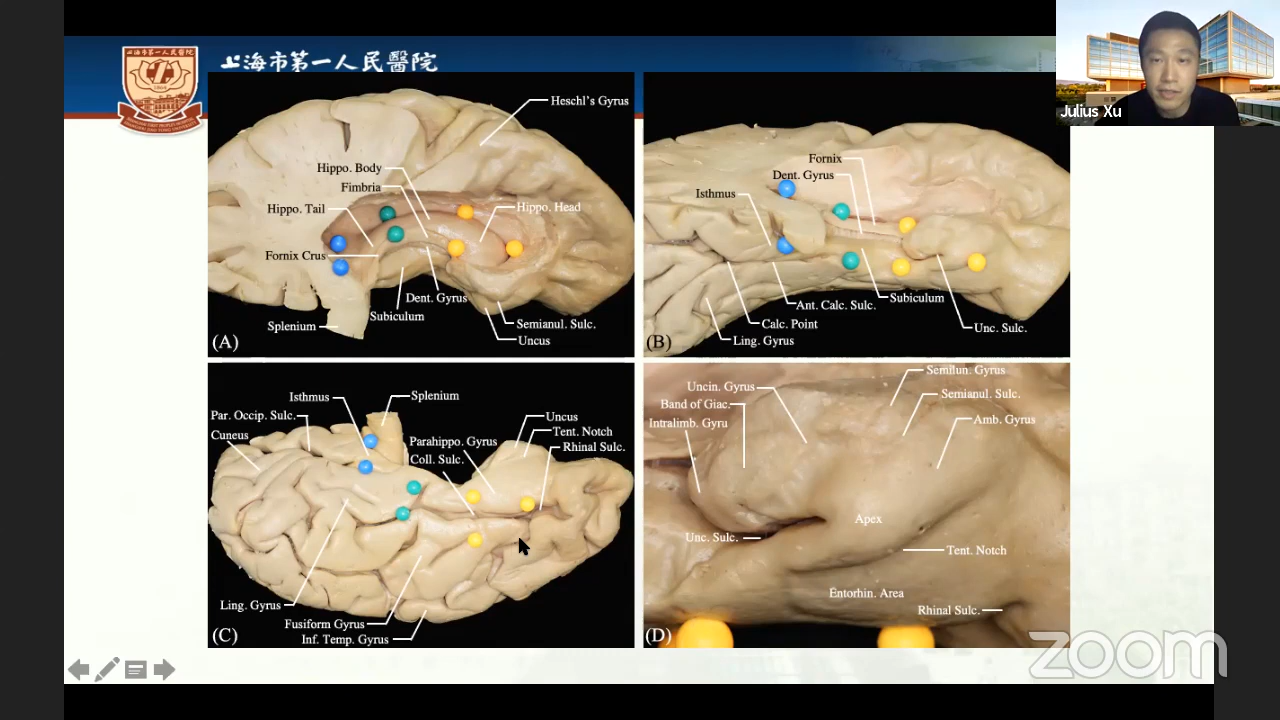 上海市第一人民醫院
Julius Xu
Heschl's Gyrus
Hippo. Body
Fimbria
Hippo. Tail
Hippo. Head
Fornix Crus
Dent. Gyrus
Subiculum
Semianul. Sulc.
Splenium
Uncus
(A)
Fornix
Dent. Gyrus
Isthmus
Subiculum
Ant. Calc. Sulc.
Calc. Point
Unc. Sulc.
Ling. Gyrus
(B)
Isthmus
Splenium
Par. Occip. Sulc.
Uncus
Cuneus
Tent. Notch
Parahippo. Gyrus
Rhinal Sulc.
Coll. Sulc.
Ling. Gyrus
Fusiform Gyrus
Inf. Temp. Gyrus
(C)
Semilun. Gyrus
Uncin. Gyrus
Semianul. Sulc.
Band of Giac.
Intralimb. Gyru
Amb. Gyrus
Apex
Unc. Sulc.
Tent. Notch
Entorhin. Area
Rhinal Sulc.
(D)
zoom